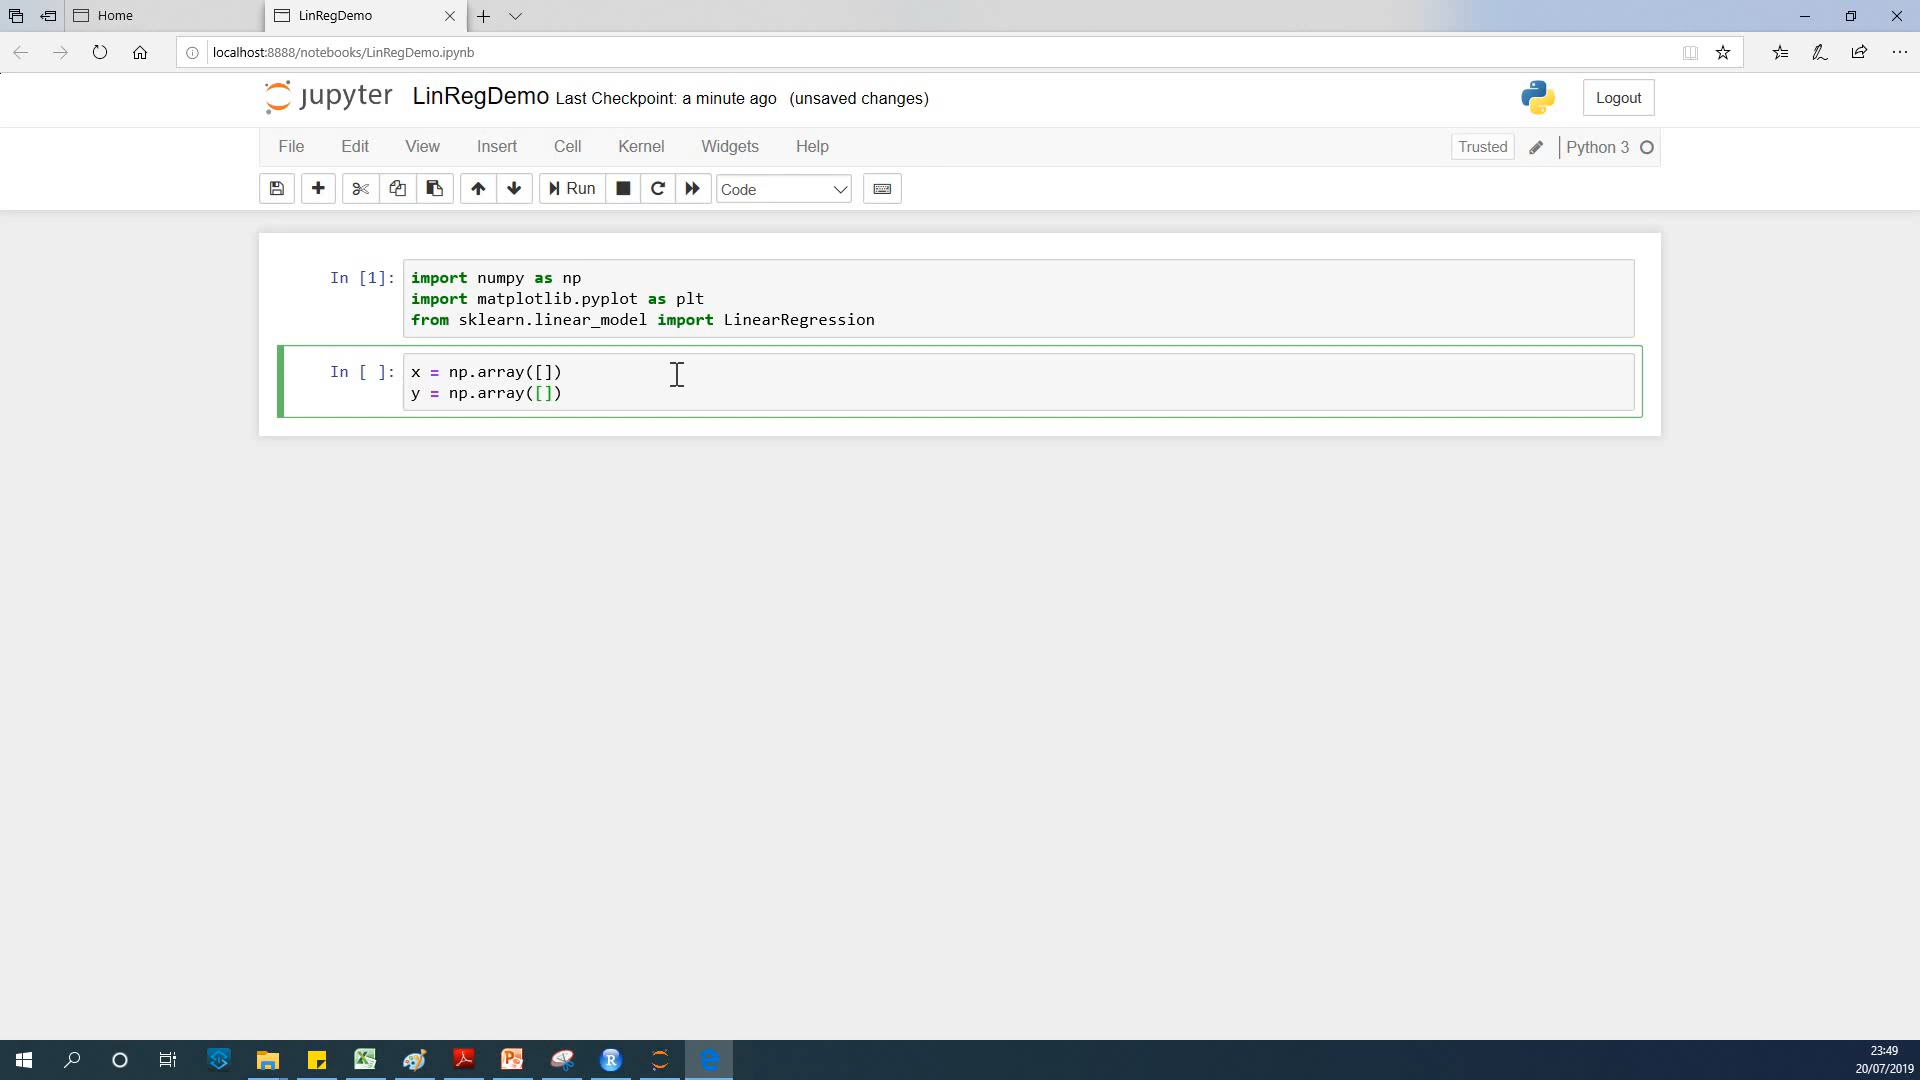 Home
LinRegDemo
localhost:8888/notebooks/LinRegDemo.ipynb
jupyter LinRegDemo Last Checkpoint: a minute ago (unsaved changes)
Logout
File Edit View Insert Cell Kernel Widgets Help
Trusted Python 3
Run Code
In [1]: import numpy as np
import matplotlib.pyplot as plt
from sklearn.linear_model import LinearRegression
In [ ]: x = np.array([])
y = np.array([])
23:49
20/07/2019